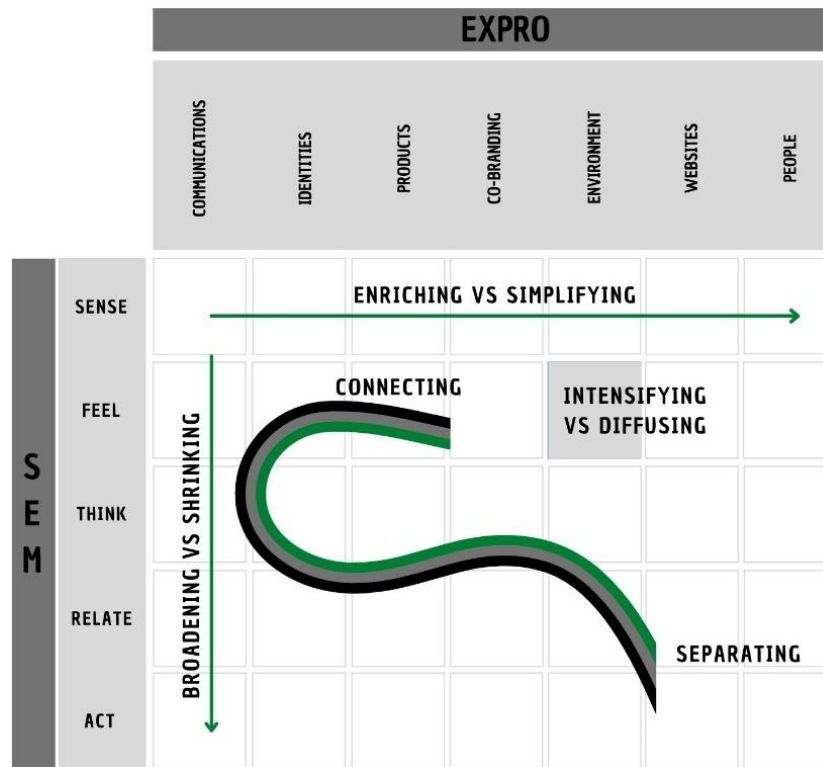 EXPRO
COMMUNICATIONS
IDENTITIES
PRODUCTS
CO-BRANDING
ENVIRONMENT
WEBSITES
PEOPLE
SEM
SENSE
FEEL
THINK
RELATE
ACT
ENRICHING VS SIMPLIFYING
BROADENING VS SHRINKING
CONNECTING
INTENSIFYING
VS DIFFUSING
SEPARATING